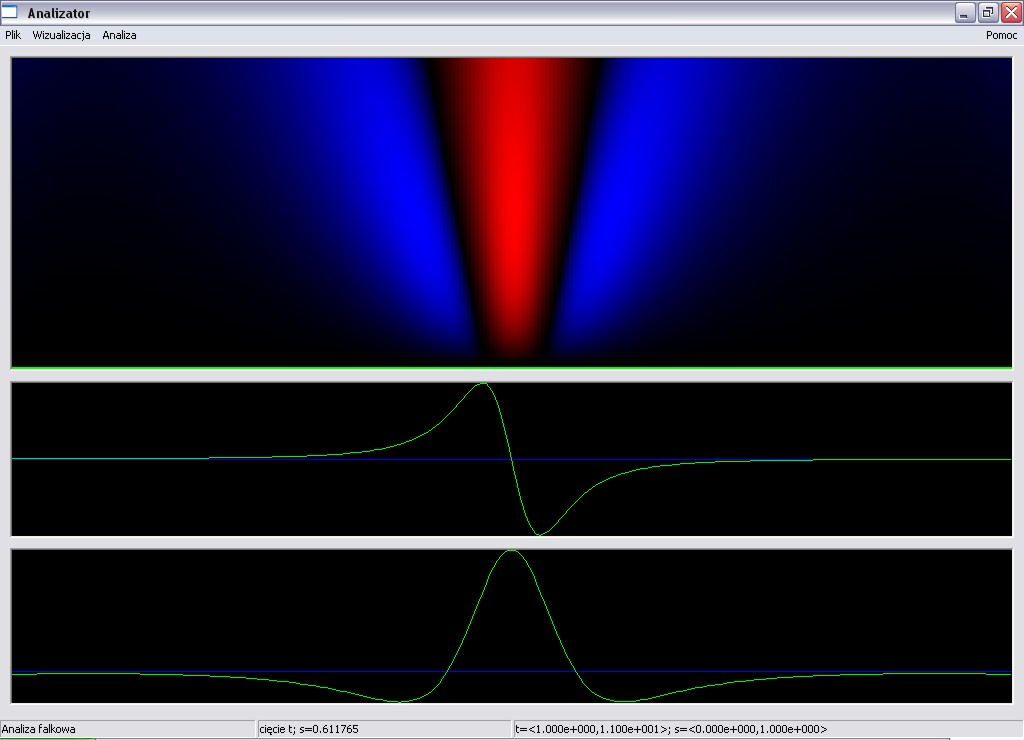 Analizator
Plik Wizualizacja Analiza Pomoc
Analiza falkowa cięcie t; s=0.611765 t=<1.000e+000,1.100e+001>; s=<0.000e+000,1.000e+000>